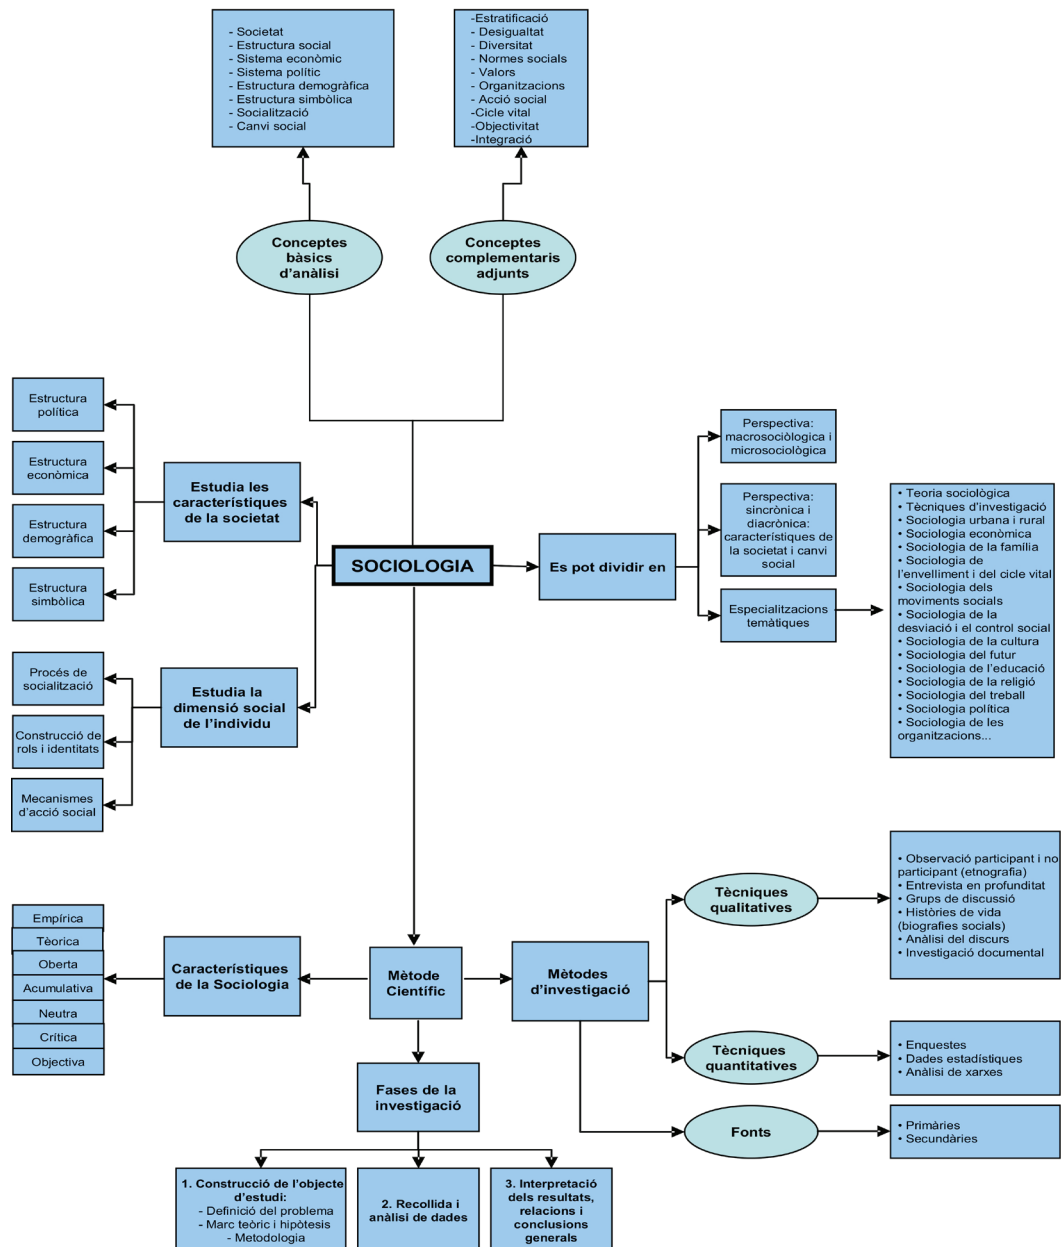 - Societat
- Estructura social
- Sistema econòmic
- Sistema polític
- Estructura demogràfica
- Estructura simbòlica
- Socialització
- Canvi social
-Estratificació
- Desigualtat
- Diversitat
- Normes socials
- Valors
- Organitzacions
- Acció social
-Cicle vital
-Objectivitat
-Integració
Conceptes
bàsics
d'anàlisi
Conceptes
complementaris
adjunts
Estructura
política
Estructura
econòmica
Estructura
demogràfica
Estructura
simbòlica
Estudia les
característiques
de la societat
SOCIOLOGIA
Es pot dividir en
Perspectiva:
macrosociòlogica i
microsociològica
Perspectiva:
sincrònica i
diacrònica:
característiques de
la societat i canvi
social
Especialitzacions
temàtiques
• Teoria sociològica
• Tècniques d'investigació
• Sociologia urbana i rural
• Sociologia econòmica
• Sociologia de la família
• Sociologia de
l'envelliment i del cicle vital
• Sociologia dels
moviments socials
• Sociologia de la
desviació i el control social
• Sociologia de la cultura
• Sociologia del futur
• Sociologia de l'educació
• Sociologia de la religió
• Sociologia del treball
• Sociologia política
• Sociologia de les
organitzacions...
Procés de
socialització
Construcció de
rols i identitats
Mecanismes
d'acció social
Estudia la
dimensió social
de l'individu
Empírica
Tèorica
Oberta
Acumulativa
Neutra
Crítica
Objectiva
Característiques
de la Sociologia
Mètode
Científic
Mètodes
d'investigació
Tècniques
qualitatives
• Observació participant i no
participant (etnografia)
• Entrevista en profunditat
• Grups de discussió
• Històries de vida
(biografies socials)
• Anàlisi del discurs
• Investigació documental
Tècniques
quantitatives
• Enquestes
• Dades estadístiques
• Anàlisi de xarxes
Fonts
• Primàries
• Secundàries
Fases de la
investigació
1. Construcció de l'objecte
d'estudi:
- Definició del problema
- Marc teòric i hipòtesis
- Metodologia
2. Recollida i
anàlisi de dades
3. Interpretació
dels resultats,
relacions i
conclusions
generals